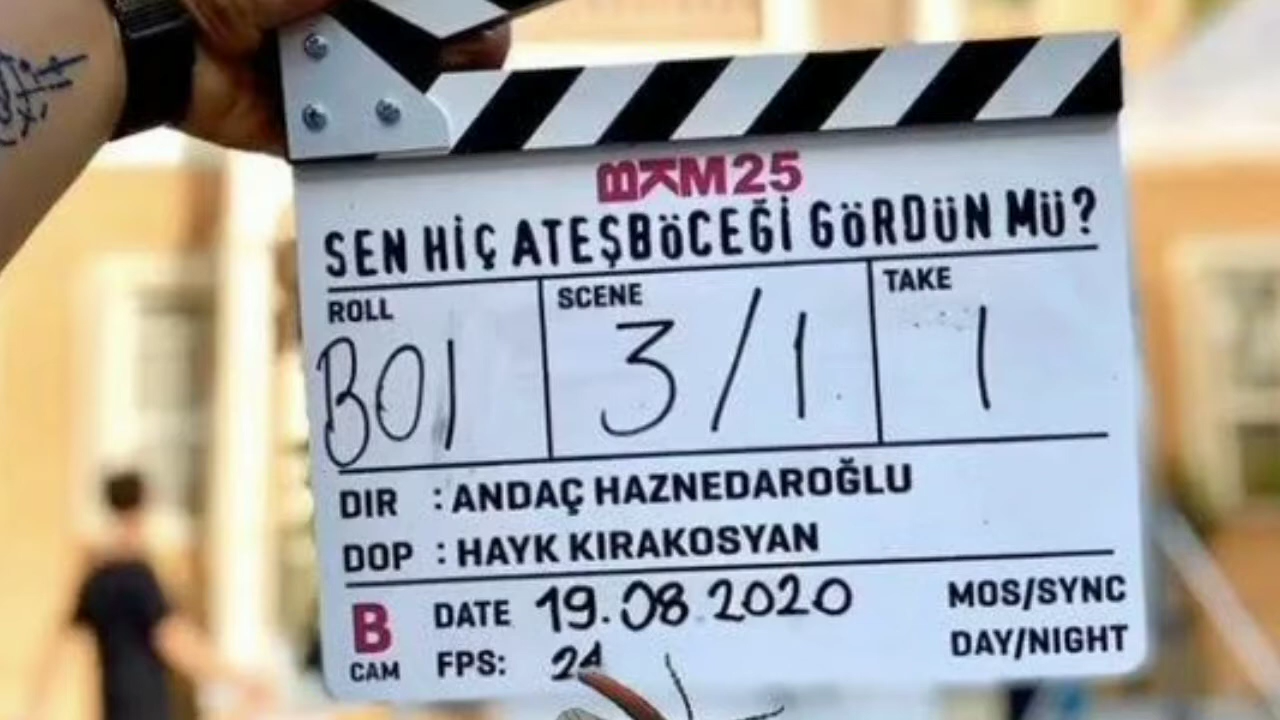 BKM25
SEN HİÇ ATEŞBÖCEĞİ GÖRDÜN MÜ?
ROLL SCENE TAKE
B01 3/1 1
DIR : ANDAÇ HAZNEDAROĞLU
DOP : HAYK KIRAKOSYAN
B CAM
DATE 19.08.2020 MOS/SYNC
FPS: 24 DAY/NIGHT